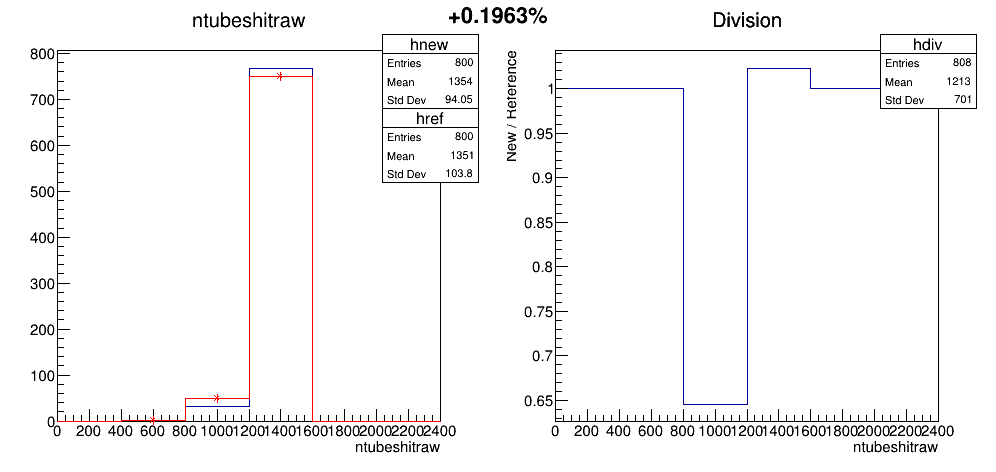 +0.1963%
ntubeshitraw
hnew
Entries 800
Mean 1354
Std Dev 94.05
href
Entries 800
Mean 1351
Std Dev 103.8
800
700
600
500
400
300
200
100
0
0 200 400 600 800 1000 1200 1400 1600 1800 2000 2200 2400
ntubeshitraw
Division
hdiv
Entries 808
Mean 1213
Std Dev 701
New / Reference
1
0.95
0.9
0.85
0.8
0.75
0.7
0.65
0 200 400 600 800 1000 1200 1400 1600 1800 2000 2200 2400
ntubeshitraw